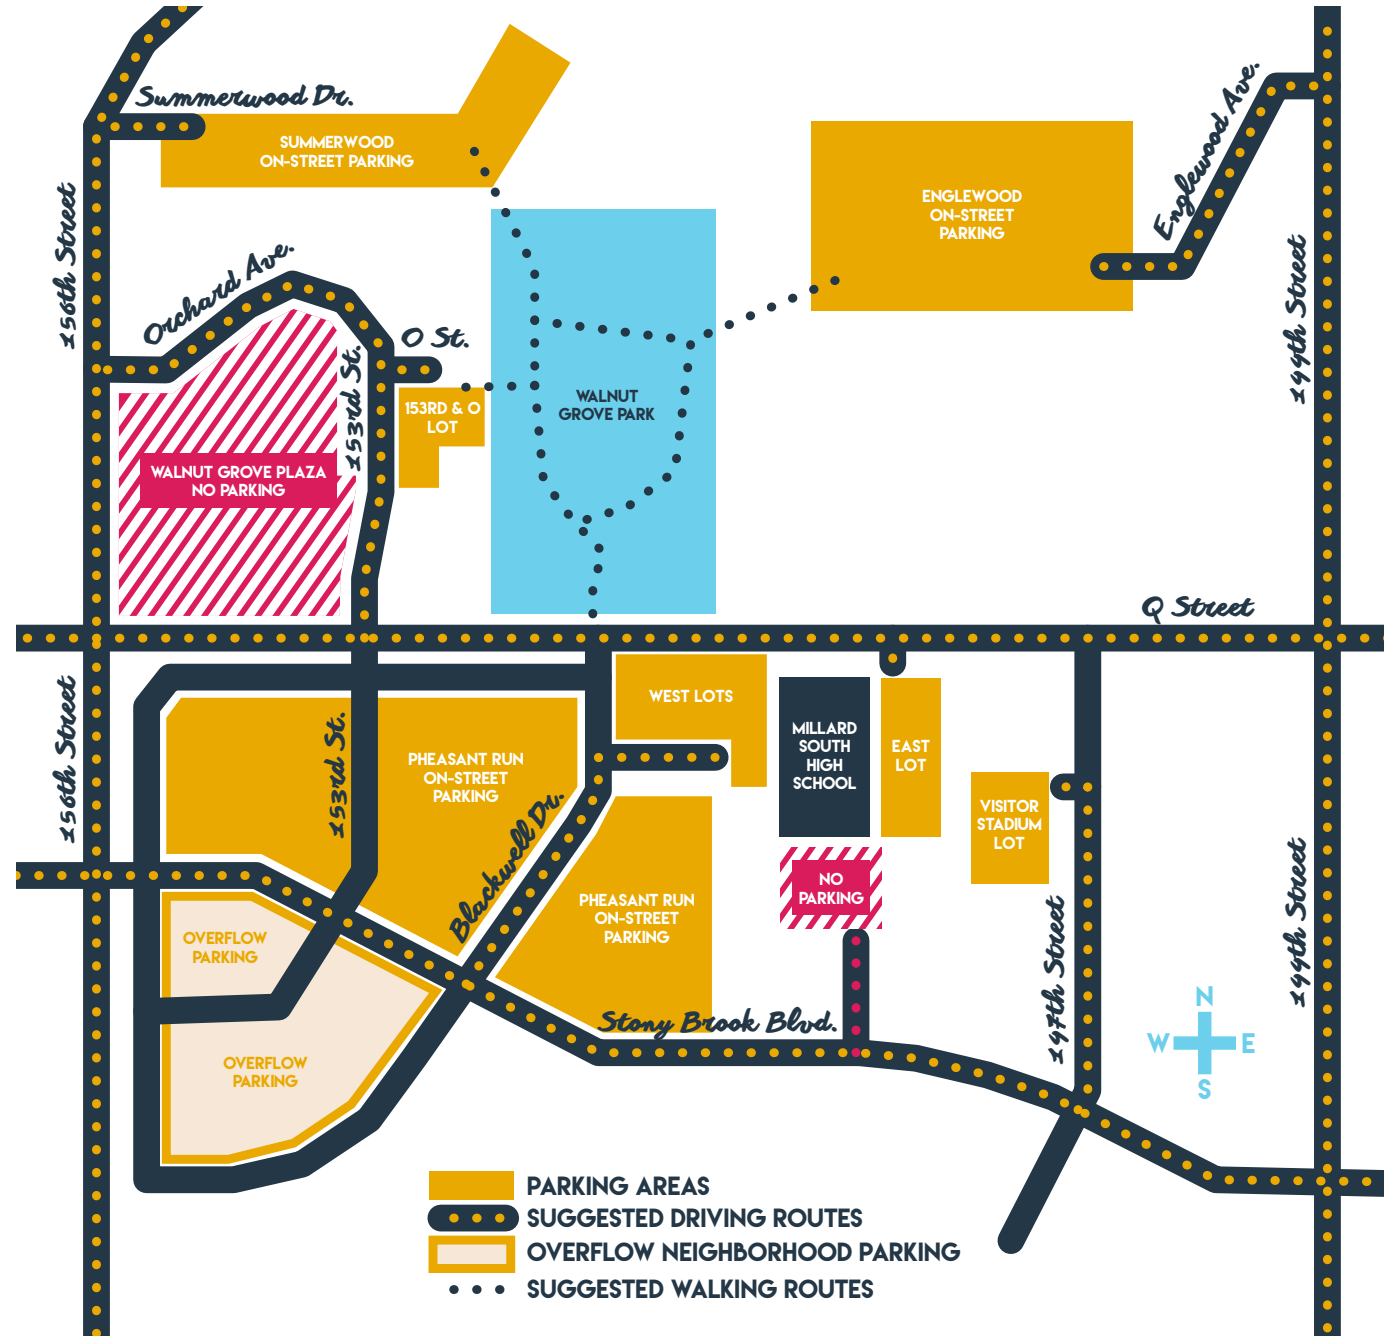 Summerwood Dr.
SUMMERWOOD
ON-STREET PARKING
156th Street
Orchard Ave.
O St.
153rd St.
153RD & O
LOT
WALNUT GROVE PLAZA
NO PARKING
WALNUT
GROVE PARK
ENGLEWOOD
ON-STREET
PARKING
Englewood Ave.
144th Street
Q Street
156th Street
153rd St.
PHEASANT RUN
ON-STREET
PARKING
Blackwell Dr.
WEST LOTS
MILLARD
SOUTH
HIGH
SCHOOL
EAST
LOT
VISITOR
STADIUM
LOT
NO
PARKING
PHEASANT RUN
ON-STREET
PARKING
OVERFLOW
PARKING
OVERFLOW
PARKING
Stony Brook Blvd.
147th Street
144th Street
N
W
E
S
PARKING AREAS
SUGGESTED DRIVING ROUTES
OVERFLOW NEIGHBORHOOD PARKING
SUGGESTED WALKING ROUTES